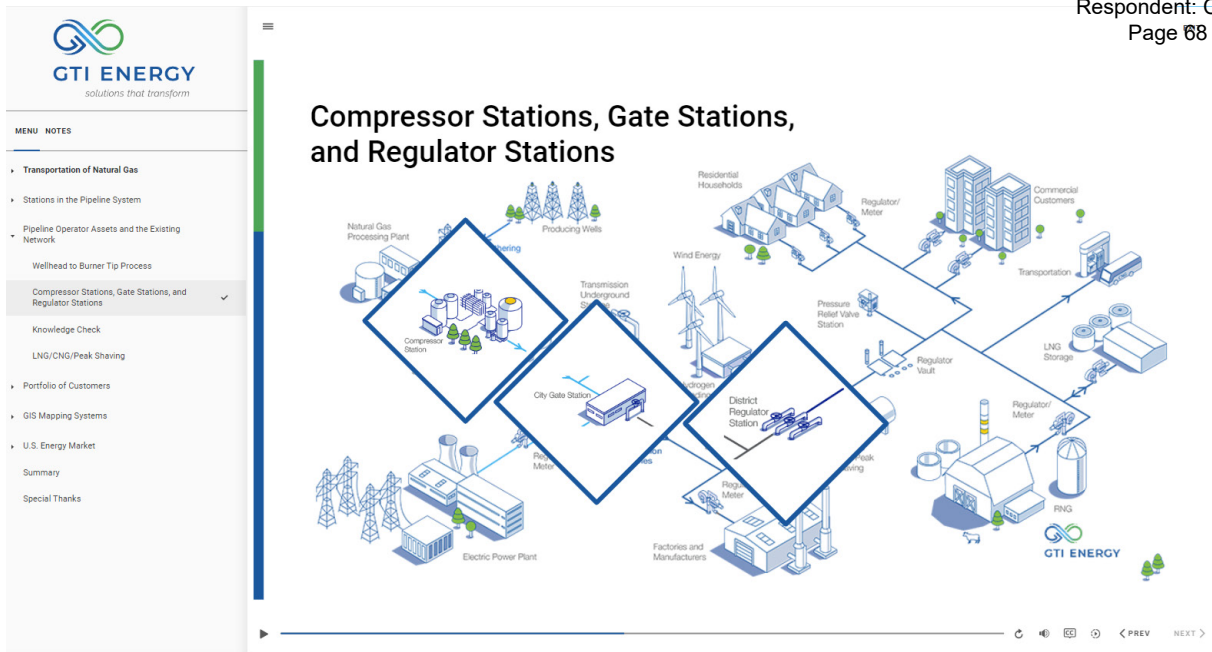 Respondent: C
Page 68
GTI ENERGY
solutions that transform
MENU NOTES
Transportation of Natural Gas
Stations in the Pipeline System
Pipeline Operator Assets and the Existing
Network
Wellhead to Burner Tip Process
Compressor Stations, Gate Stations, and
Regulator Stations
Knowledge Check
LNG/CNG/Peak Shaving
Portfolio of Customers
GIS Mapping Systems
U.S. Energy Market
Summary
Special Thanks
Compressor Stations, Gate Stations,
and Regulator Stations
Residential
Households
Regulator/
Meter
Commercial
Customers
Natural Gas
Processing Plant
Producing Wells
Wind Energy
Transportation
Transmission
Underground
Pressure
Relief Valve
Station
Compressor
Station
LNG
Storage
Regulator
Vault
City Gate Station
District
Regulator
Station
Regulator/
Meter
Meter
Meter
RNG
Electric Power Plant
Factories and
Manufacturers
GTI ENERGY
CC
PREV
NEXT